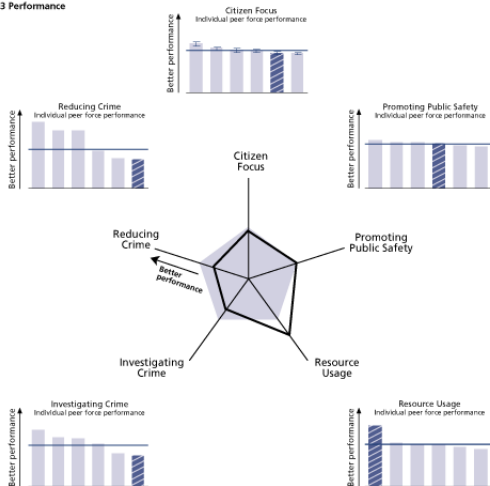 3 Performance
Citizen Focus
Individual peer force performance
Better performance
Reducing Crime
Individual peer force performance
Better performance
Promoting Public Safety
Individual peer force performance
Better performance
Citizen
Focus
Reducing
Crime
Promoting
Public Safety
Better
performance
Investigating
Crime
Resource
Usage
Investigating Crime
Individual peer force performance
Better performance
Resource Usage
Individual peer force performance
Better performance